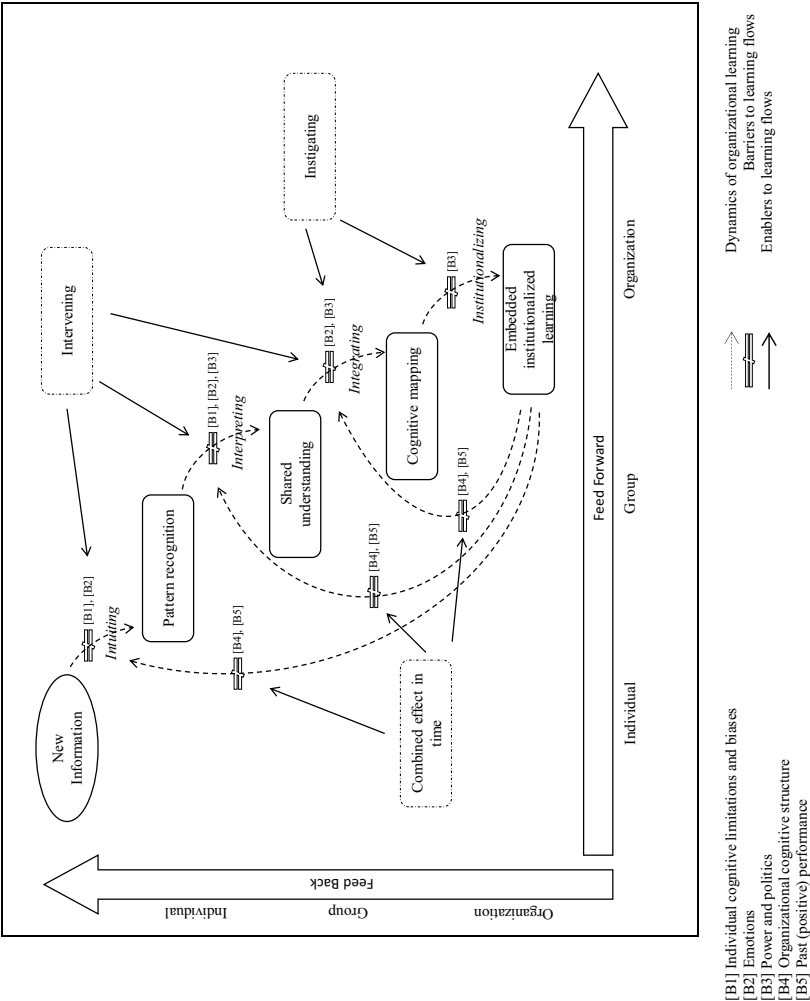 Intervening
Instigating
New
Information
[B1], [B2]
Intuiting
Pattern recognition
[B1], [B2], [B3]
Interpreting
Shared
understanding
[B2], [B3]
Integrating
Cognitive mapping
[B3]
Institutionalizing
Embedded
institutionalized
learning
[B4], [B5]
[B4], [B5]
[B4], [B5]
Combined effect in
time
Feed Back
Individual
Group
Organization
Feed Forward
Individual
Group
Organization
[B1] Individual cognitive limitations and biases
[B2] Emotions
[B3] Power and politics
[B4] Organizational cognitive structure
[B5] Past (positive) performance
Dynamics of organizational learning
Barriers to learning flows
Enablers to learning flows